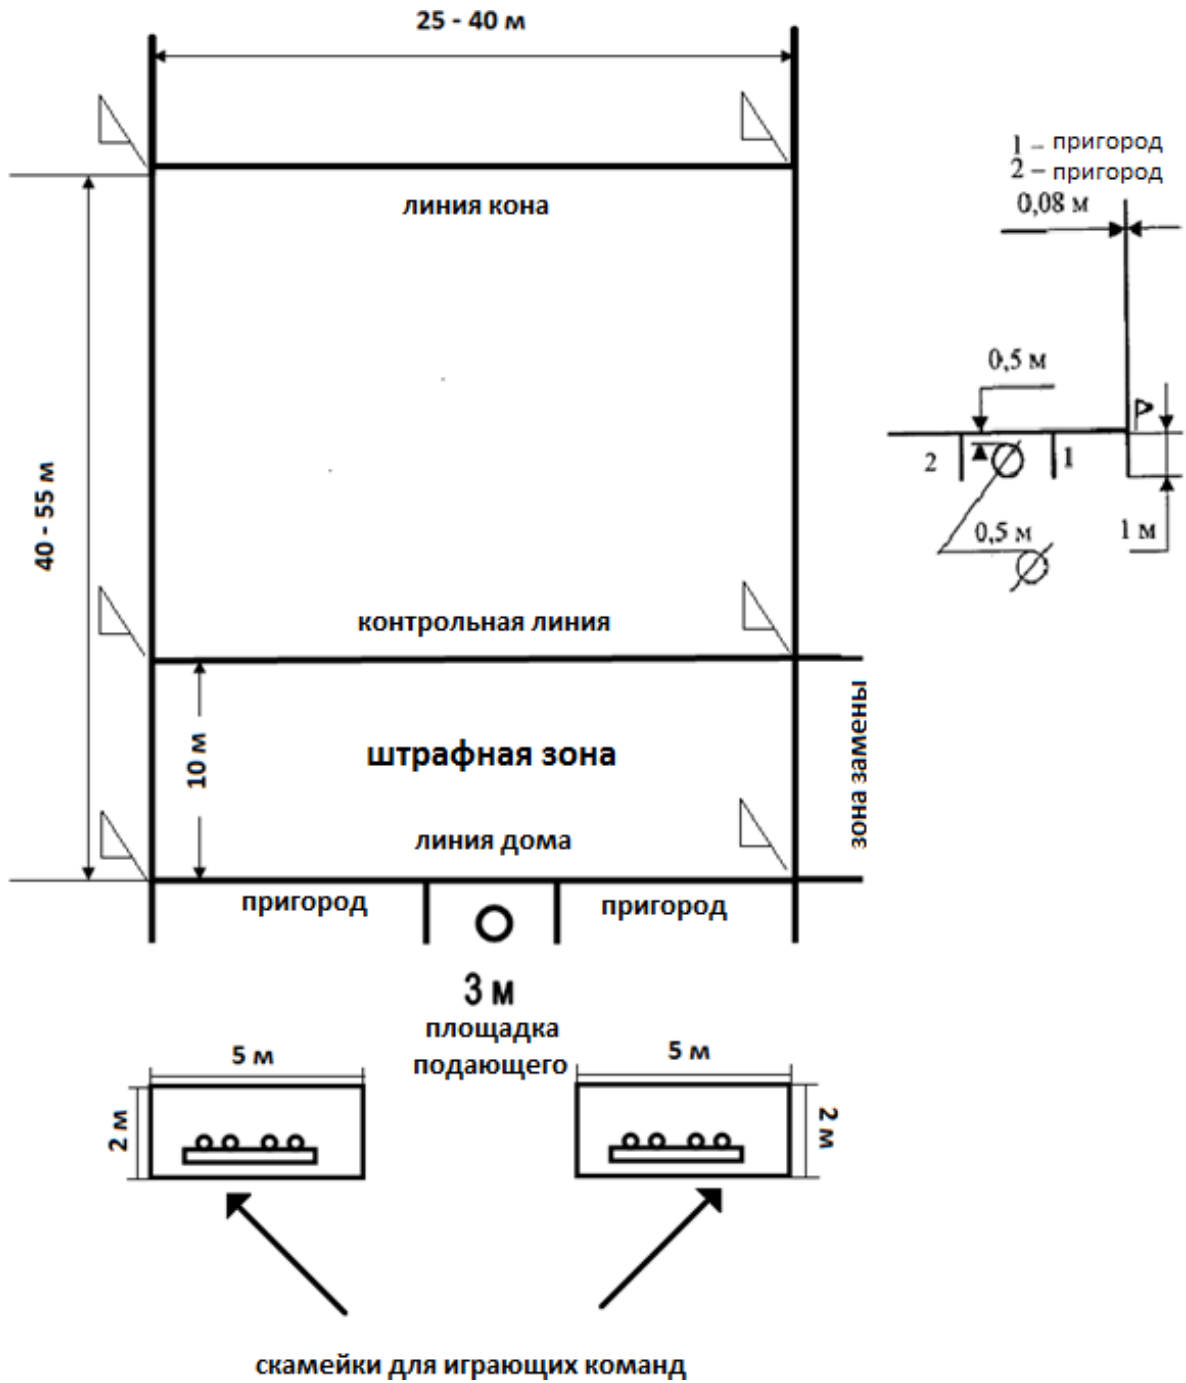 25 - 40 м
1 – пригород
2 – пригород
0,08 м
линия кона
0,5 м
2
1
0,5 м
1 м
40 - 55 м
контрольная линия
10 м
штрафная зона
зона замены
линия дома
пригород
пригород
3 м
площадка
подающего
5 м
5 м
2 м
2 м
скамейки для играющих команд